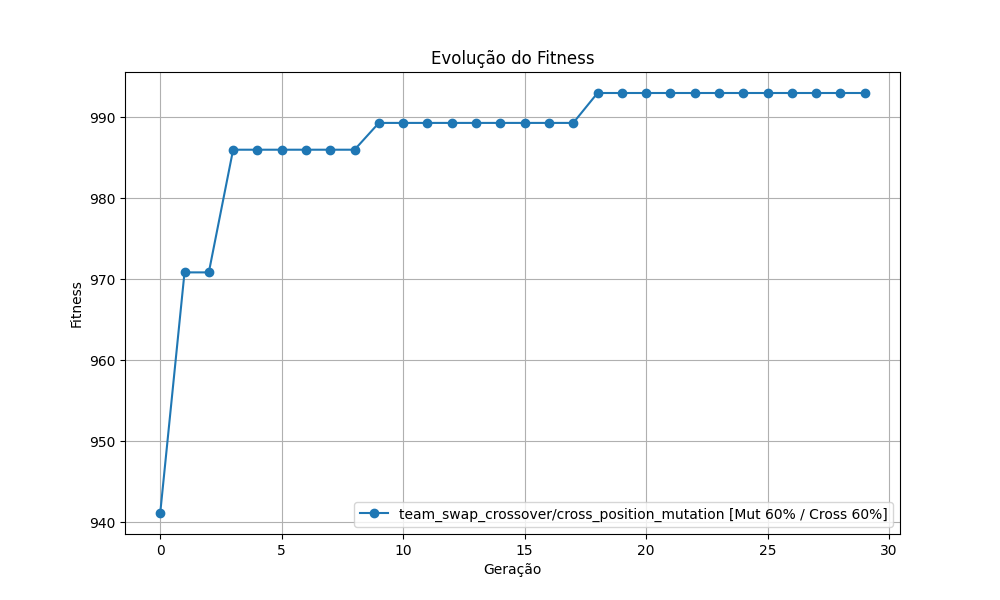 Evolução do Fitness
Fitness
990
980
970
960
950
940
team_swap_crossover/cross_position_mutation [Mut 60% / Cross 60%]
0 5 10 15 20 25 30
Geração